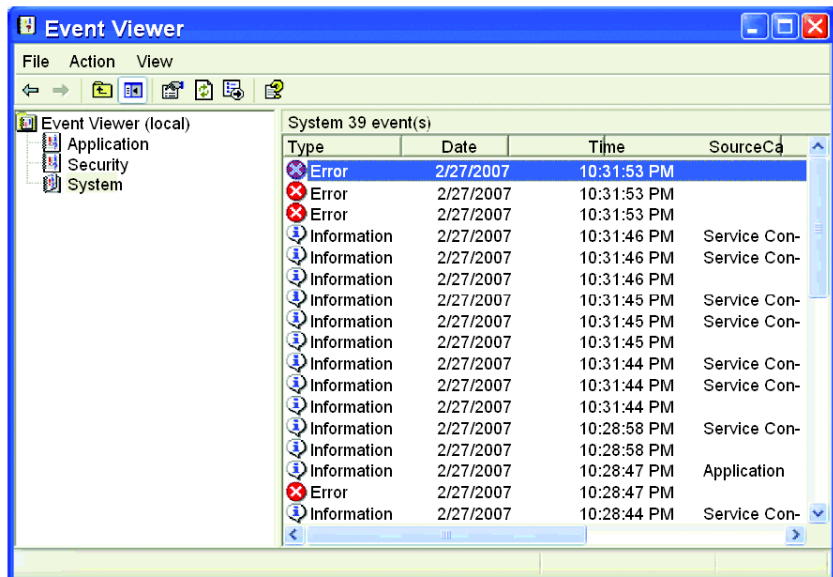 Event Viewer
File Action View
Event Viewer (local)
Application
Security
System
System 39 event(s)
Type Date Time SourceCa
Error 2/27/2007 10:31:53 PM
Error 2/27/2007 10:31:53 PM
Error 2/27/2007 10:31:53 PM
Information 2/27/2007 10:31:46 PM Service Con-
Information 2/27/2007 10:31:46 PM Service Con-
Information 2/27/2007 10:31:46 PM
Information 2/27/2007 10:31:45 PM Service Con-
Information 2/27/2007 10:31:45 PM Service Con-
Information 2/27/2007 10:31:45 PM
Information 2/27/2007 10:31:44 PM Service Con-
Information 2/27/2007 10:31:44 PM Service Con-
Information 2/27/2007 10:31:44 PM
Information 2/27/2007 10:28:58 PM Service Con-
Information 2/27/2007 10:28:58 PM
Information 2/27/2007 10:28:47 PM Application
Error 2/27/2007 10:28:47 PM
Information 2/27/2007 10:28:44 PM Service Con-